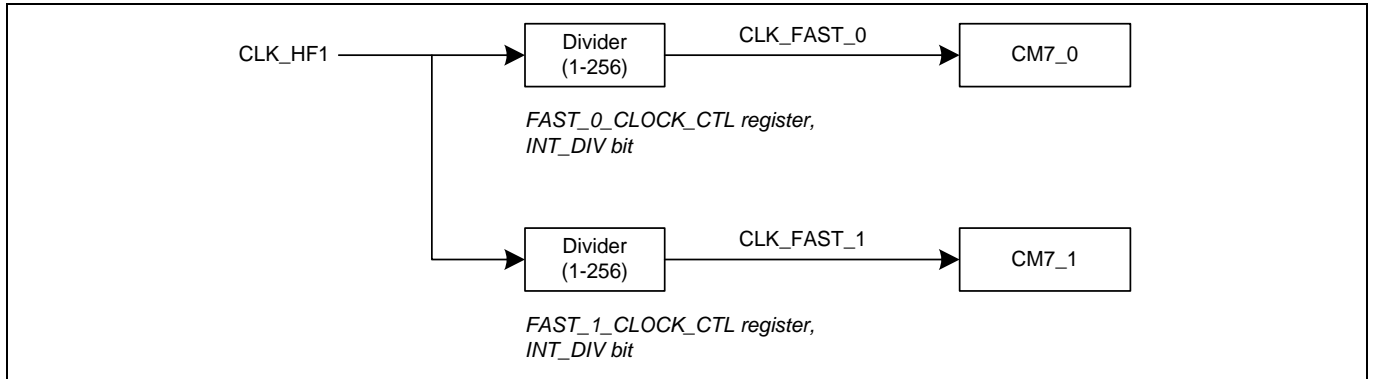 CLK_HF1
Divider
(1-256)
CLK_FAST_0
CM7_0
FAST_0_CLOCK_CTL register,
INT_DIV bit
Divider
(1-256)
CLK_FAST_1
CM7_1
FAST_1_CLOCK_CTL register,
INT_DIV bit